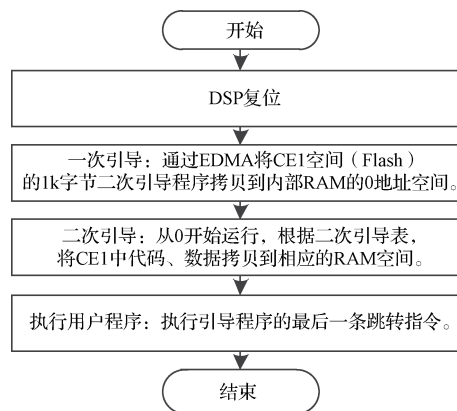 开始
DSP复位
一次引导：通过EDMA将CE1空间（Flash）
的1k字节二次引导程序拷贝到内部RAM的0地址空间。
二次引导：从0开始运行，根据二次引导表，
将CE1中代码、数据拷贝到相应的RAM空间。
执行用户程序：执行引导程序的最后一条跳转指令。
结束